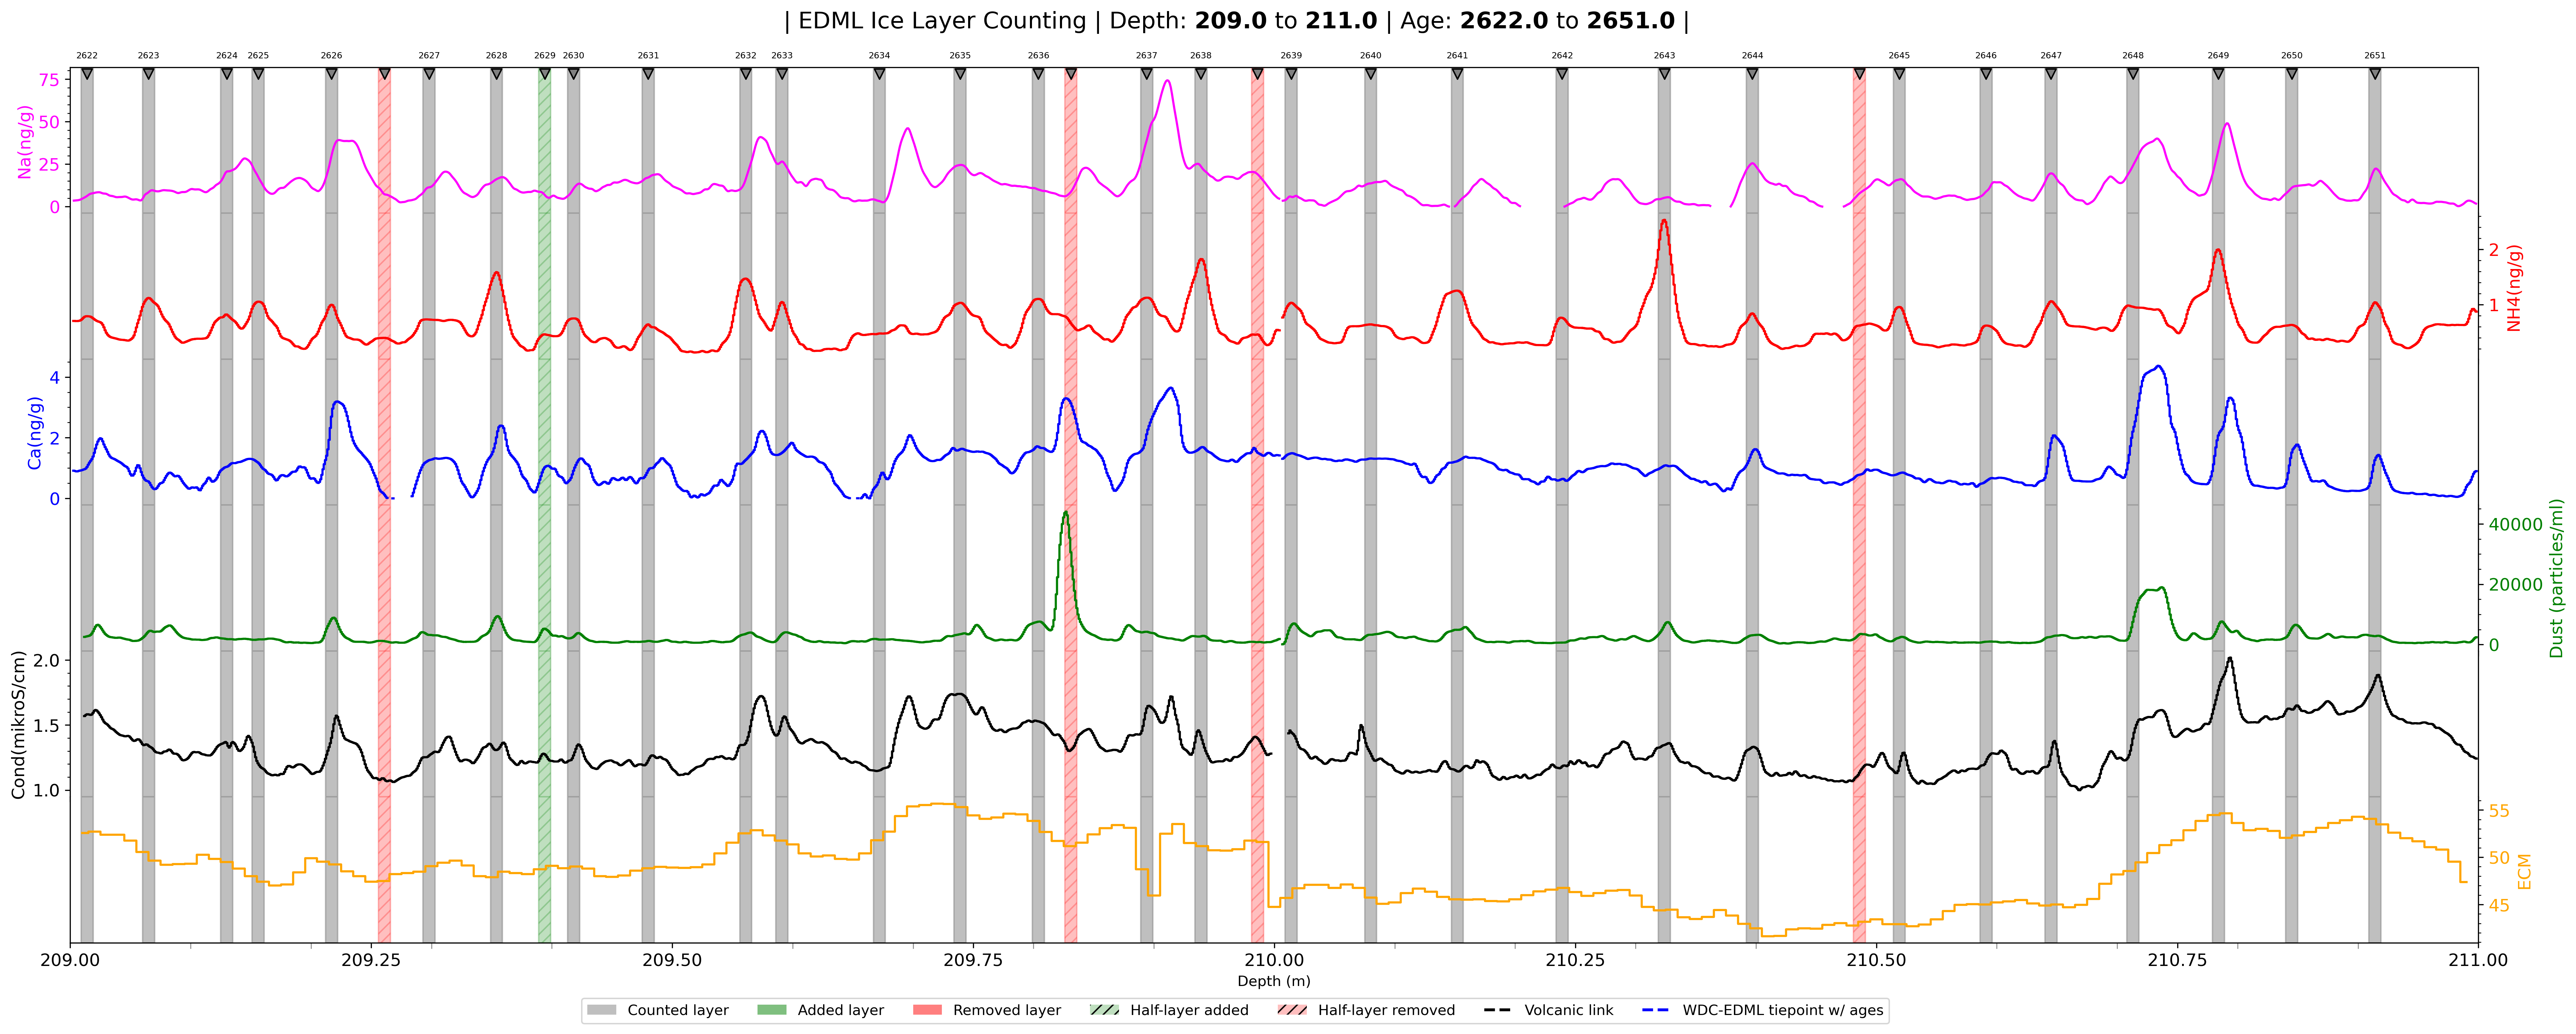 | EDML Ice Layer Counting | Depth: 209.0 to 211.0 | Age: 2622.0 to 2651.0 |
2622 2623 2624 2625 2626 2627 2628 2629 2630 2631 2632 2633 2634 2635 2636 2637 2638 2639 2640 2641 2642 2643 2644 2645 2646 2647 2648 2649 2650 2651
Na(ng/g)
75
50
25
0
NH4(ng/g)
2
1
Ca(ng/g)
4
2
0
Dust (particles/ml)
40000
20000
0
Cond(mikroS/cm)
2.0
1.5
1.0
ECM
55
50
45
209.00 209.25 209.50 209.75 210.00 210.25 210.50 210.75 211.00
Depth (m)
Counted layer Added layer Removed layer Half-layer added Half-layer removed Volcanic link WDC-EDML tiepoint w/ ages